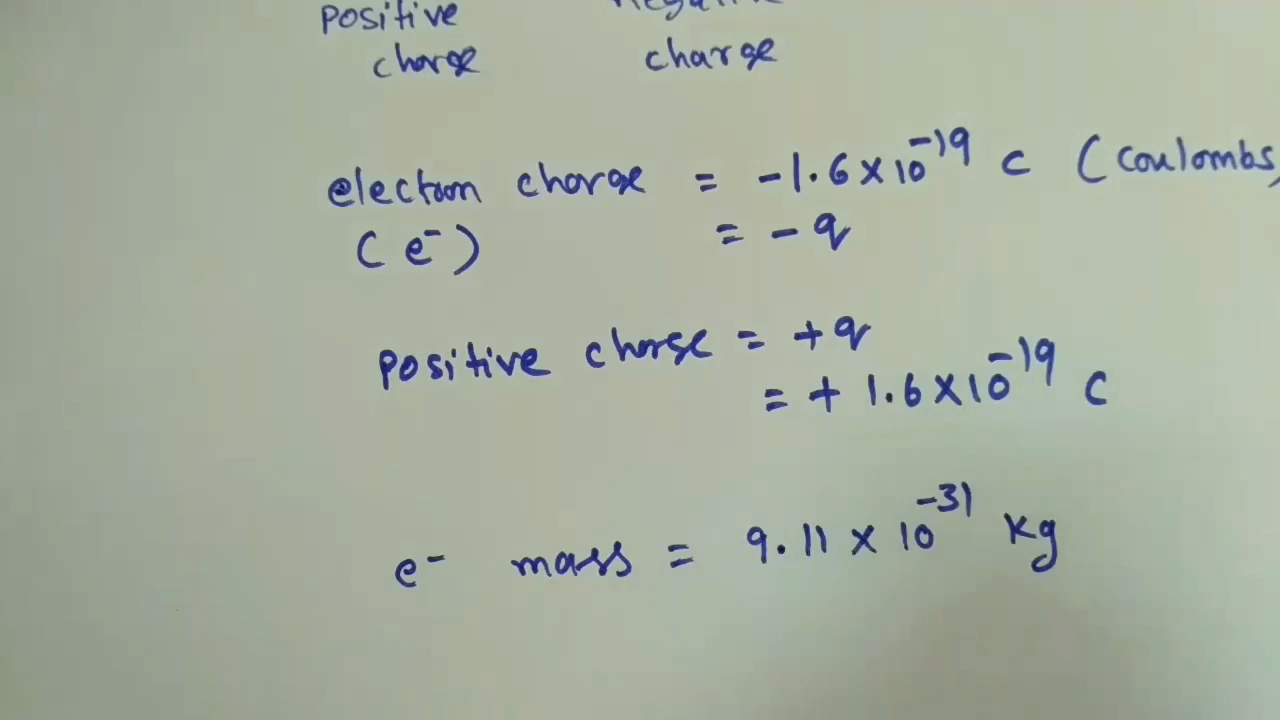 positive negative
charge charge
electron charge = -1.6×10⁻¹⁹ c (coulombs)
(e⁻) = -q
positive charge = +q
= + 1.6×10⁻¹⁹ c
e⁻ mass = 9.11 × 10⁻³¹ kg